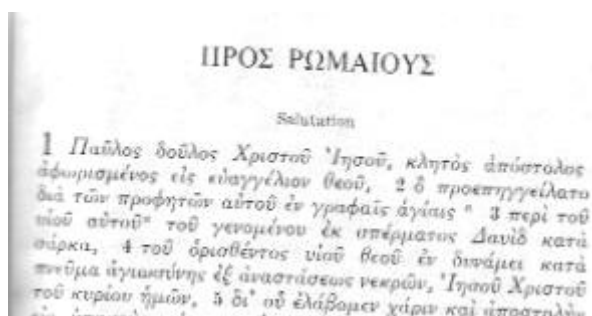 ΠΡΟΣ ΡΩΜΑΙΟΥΣ
Salutation
1 Παῦλος δοῦλος Χριστοῦ Ἰησοῦ, κλητὸς ἀπόστολος
ἀφωρισμένος εἰς εὐαγγέλιον θεοῦ, 2 ὃ προεπηγγείλατο
διὰ τῶν προφητῶν αὐτοῦ ἐν γραφαῖς ἁγίαις 3 περὶ τοῦ
υἱοῦ αὐτοῦ τοῦ γενομένου ἐκ σπέρματος Δαυὶδ κατὰ
σάρκα, 4 τοῦ ὁρισθέντος υἱοῦ θεοῦ ἐν δυνάμει κατὰ
πνεῦμα ἁγιωσύνης ἐξ ἀναστάσεως νεκρῶν, Ἰησοῦ Χριστοῦ
τοῦ κυρίου ἡμῶν, 5 δι' οὗ ἐλάβομεν χάριν καὶ ἀποστολὴν